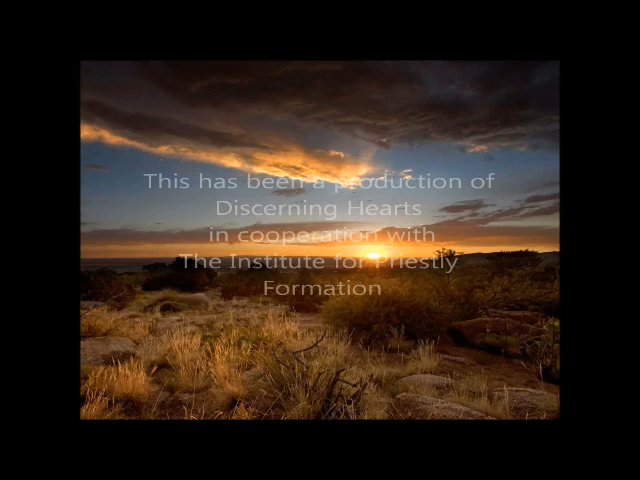 This has been a production of
Discerning Hearts
in cooperation with
The Institute for Priestly
Formation